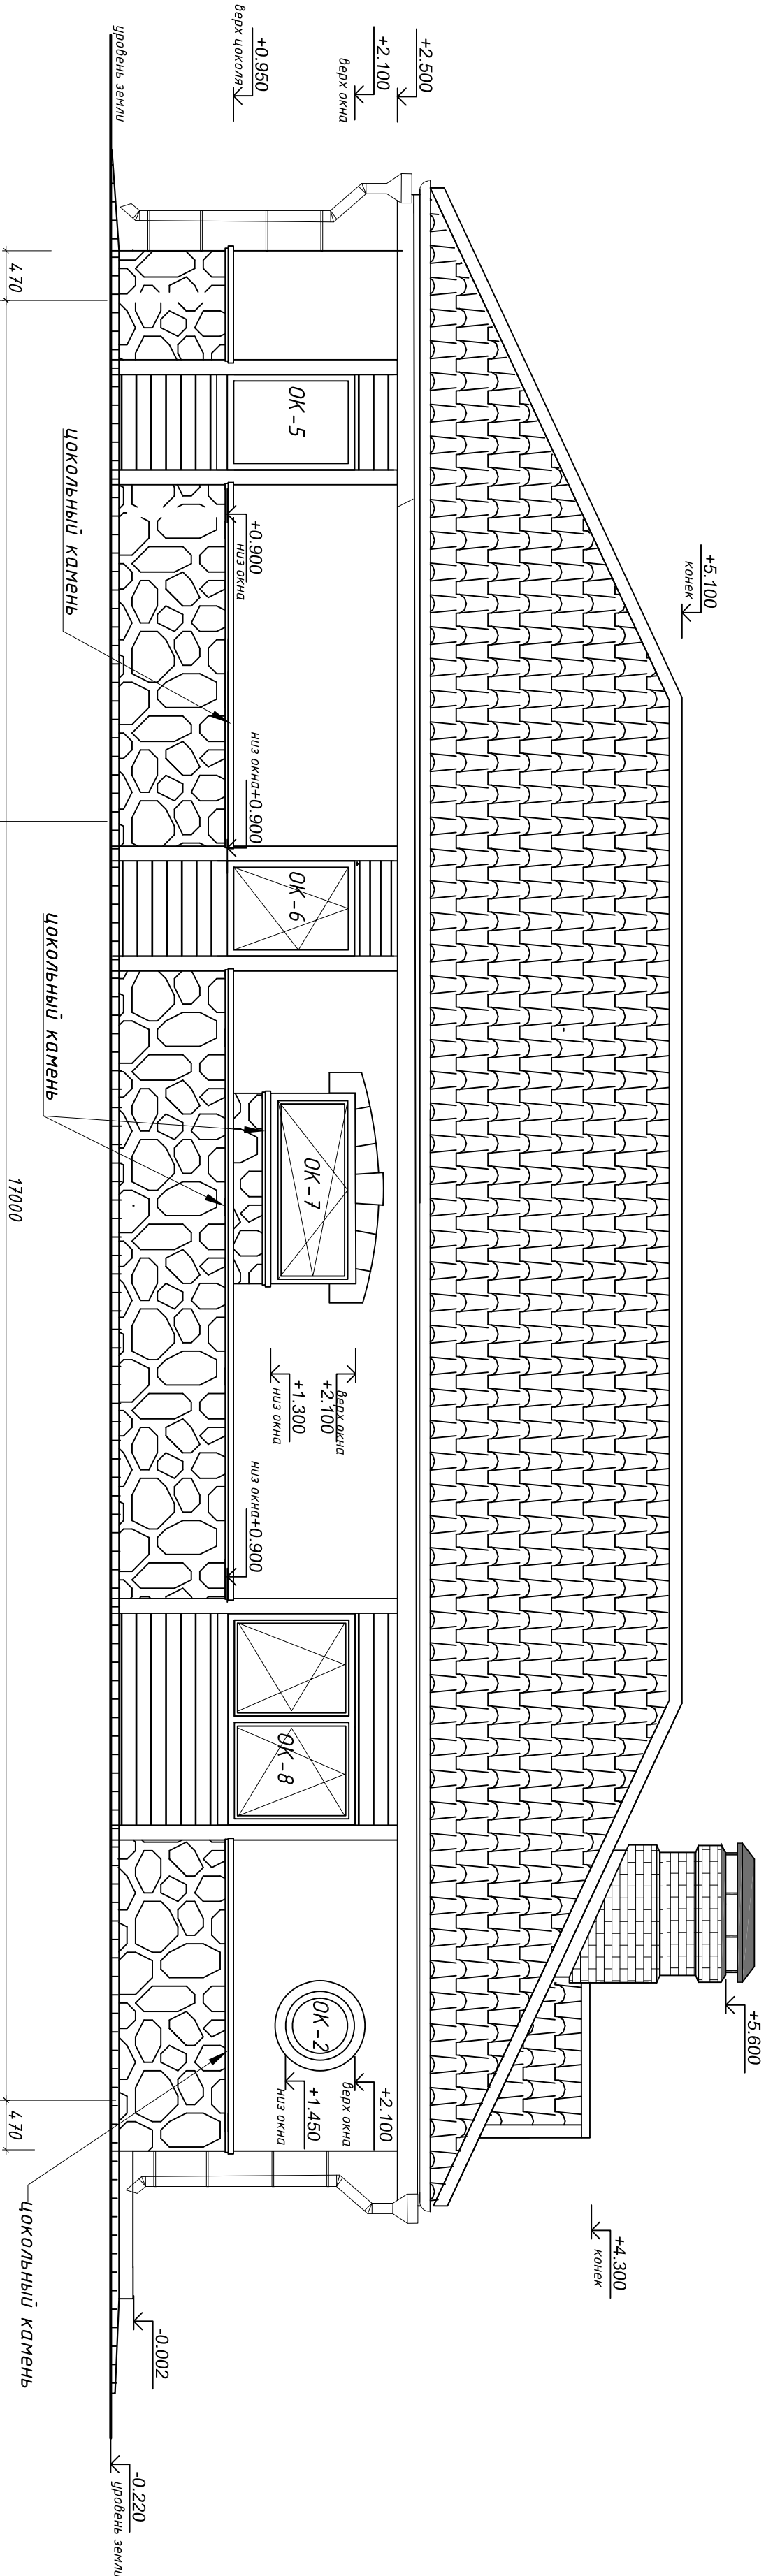 +5.600
+5.100
конек
+4.300
конек
+2.500
+2.100
верх окна
+0.950
верх цоколя
уровень земли
ОК-5
+0.900
низ окна
низ окна+0.900
ОК-6
ОК-7
верх окна
+2.100
+1.300
низ окна
низ окна+0.900
ОК-8
ОК-2
+2.100
верх окна
+1.450
низ окна
-0.002
-0.220
уровень земли
цокольный камень
цокольный камень
цокольный камень
470
17000
470